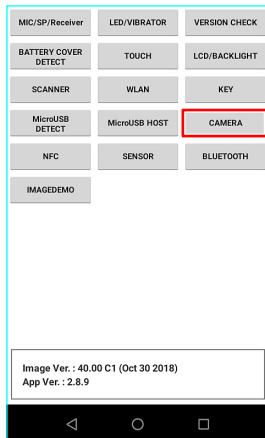 MIC/SP/Receiver
LED/VIBRATOR
VERSION CHECK
BATTERY COVER
DETECT
TOUCH
LCD/BACKLIGHT
SCANNER
WLAN
KEY
MicroUSB
DETECT
MicroUSB HOST
CAMERA
NFC
SENSOR
BLUETOOTH
IMAGEDEMO
Image Ver. : 40.00 C1 (Oct 30 2018)
App Ver. : 2.8.9